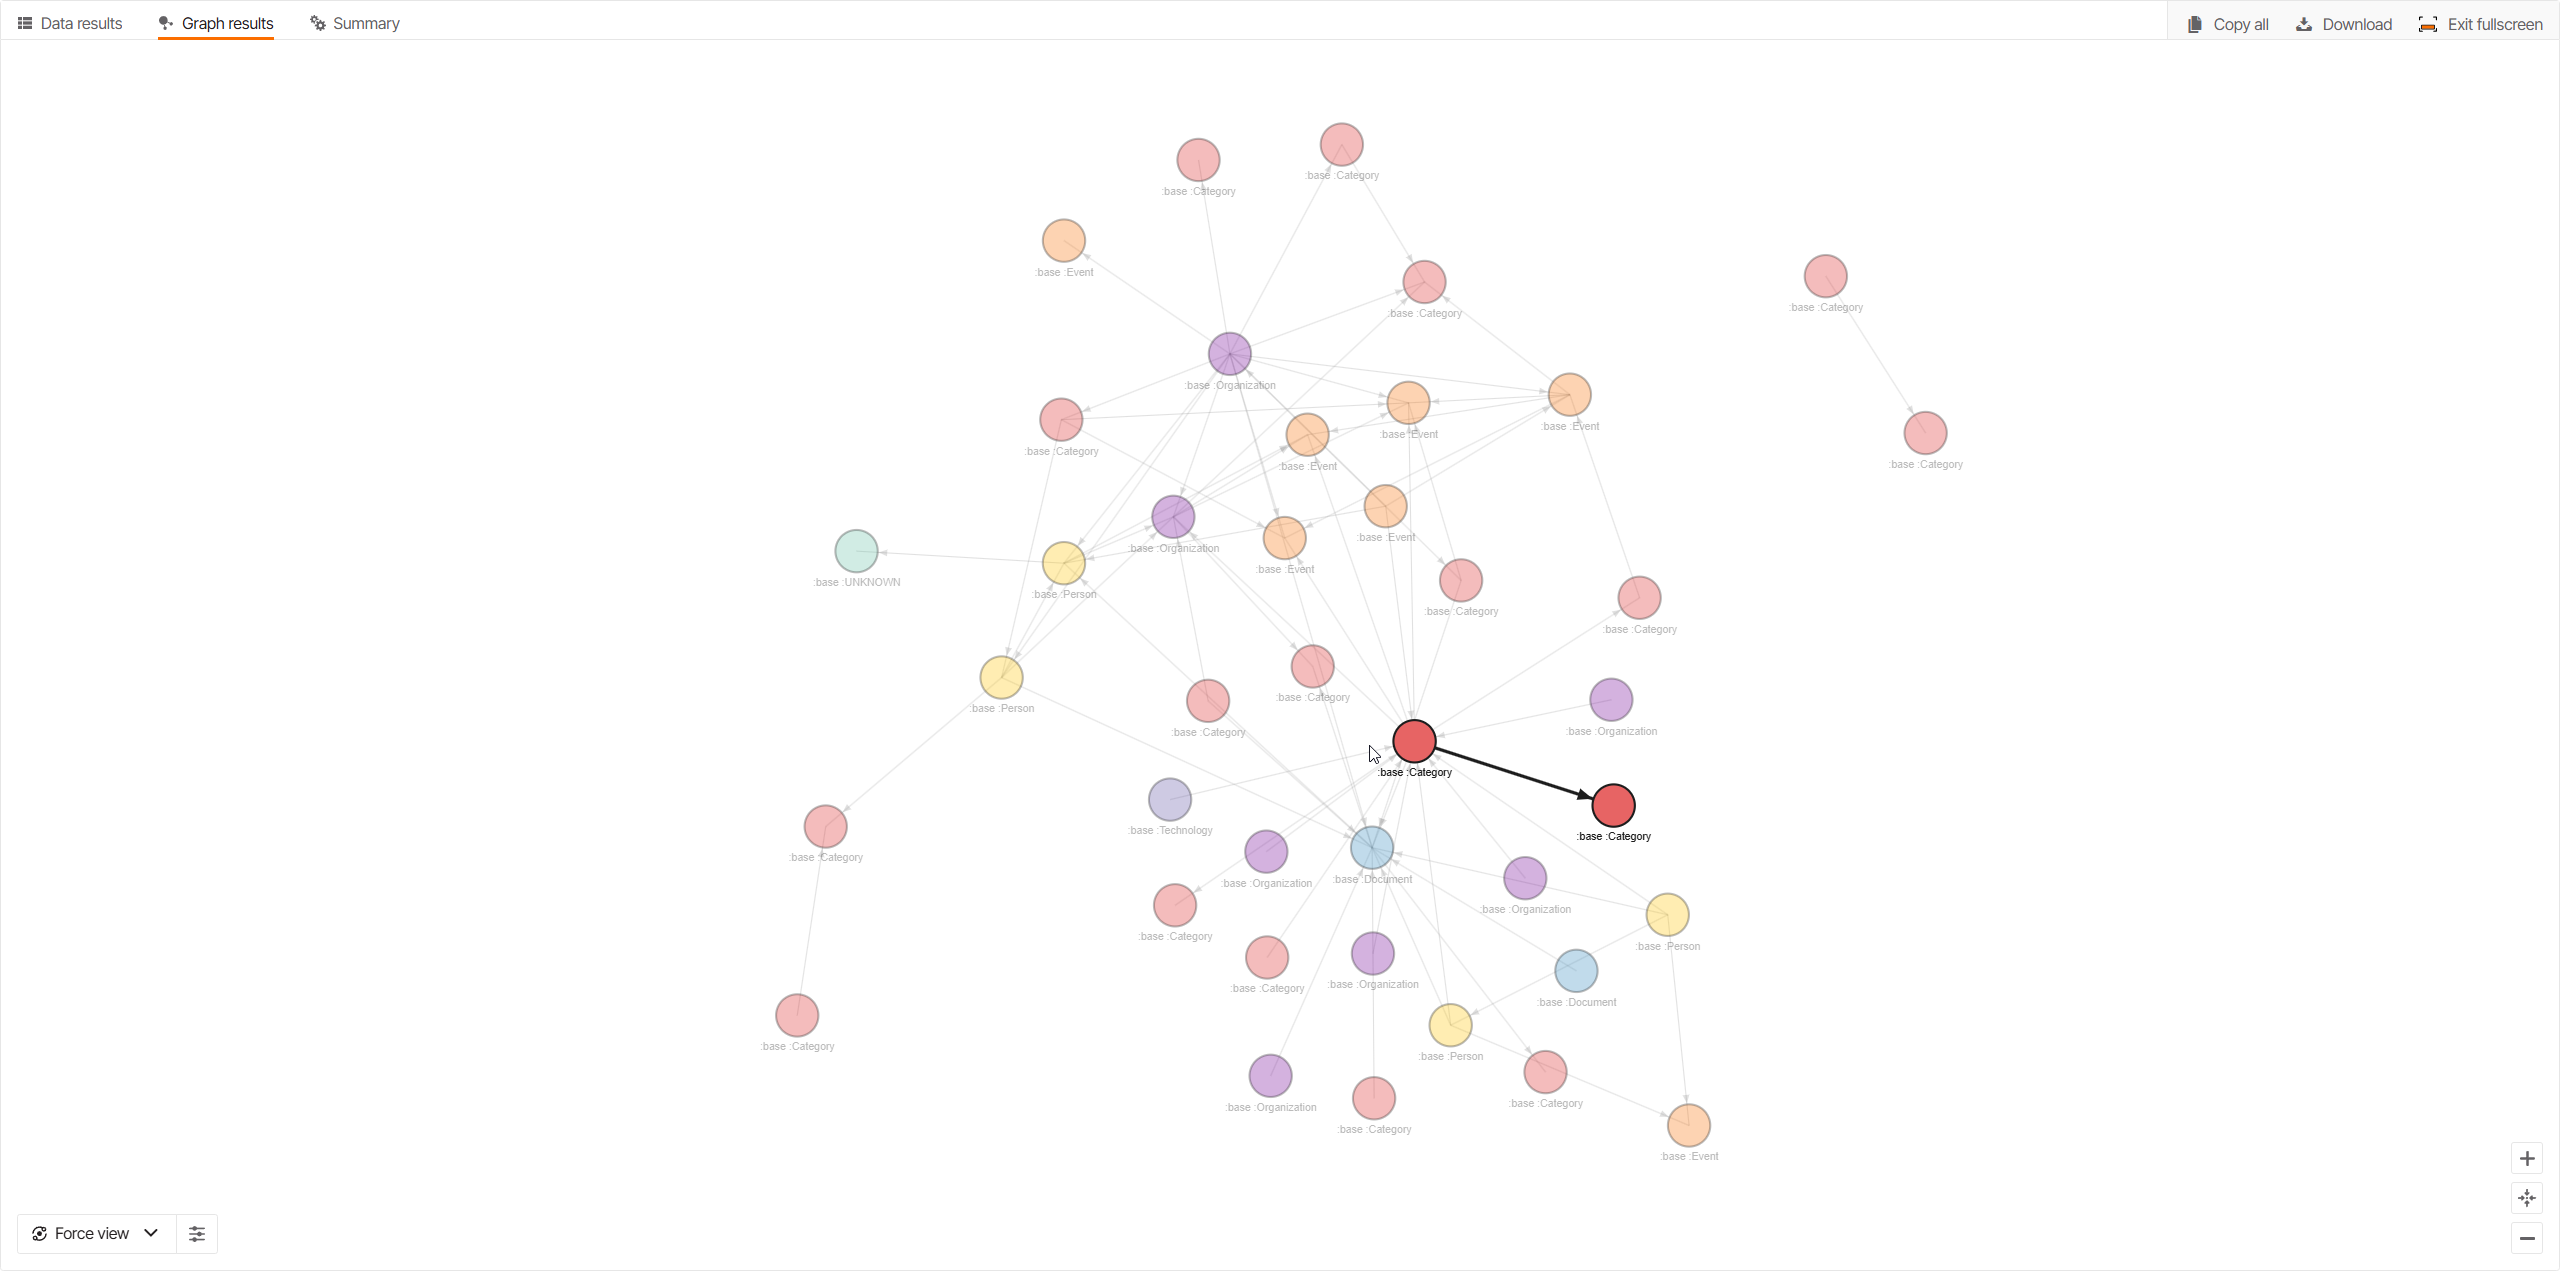 Data results
Graph results
Summary
Copy all
Download
Exit fullscreen
:base :Category
:base :Category
:base :Event
:base :Category
:base :Category
:base :Organization
:base :Event
:base :Event
:base :Category
:base :Event
:base :Category
:base :Event
:base :Organization
:base :Event
:base :UNKNOWN
:base :Person
:base :Category
:base :Category
:base :Category
:base :Person
:base :Category
:base :Organization
:base :Category
:base :Technology
:base :Category
:base :Category
:base :Document
:base :Organization
:base :Organization
:base :Category
:base :Person
:base :Organization
:base :Category
:base :Document
:base :Category
:base :Person
:base :Category
:base :Organization
:base :Category
:base :Event
Force view